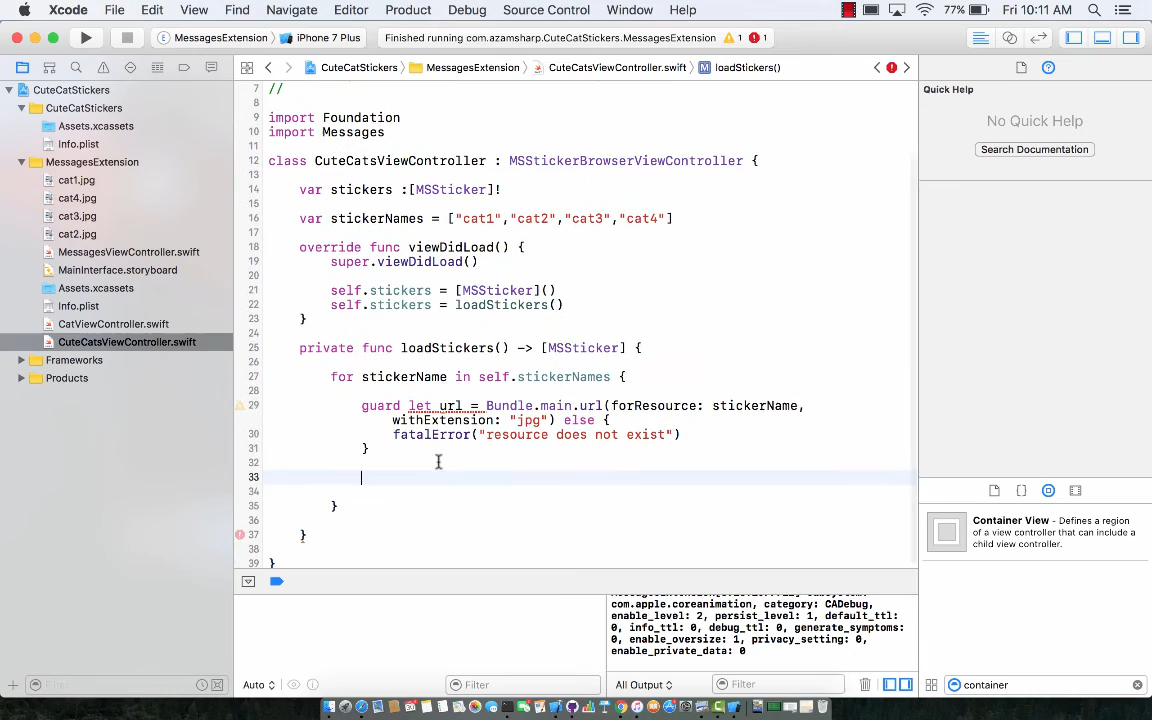 Xcode File Edit View Find Navigate Editor Product Debug Source Control Window Help 77% Fri 10:11 AM
MessagesExtension iPhone 7 Plus Finished running com.azamsharp.CuteCatStickers.MessagesExtension 1 1
CuteCatStickers MessagesExtension CuteCatsViewController.swift M loadStickers()
CuteCatStickers
CuteCatStickers
Assets.xcassets
Info.plist
MessagesExtension
cat1.jpg
cat4.jpg
cat3.jpg
cat2.jpg
MessagesViewController.swift
MainInterface.storyboard
Assets.xcassets
Info.plist
CatViewController.swift
CuteCatsViewController.swift
Frameworks
Products
Filter
7 //
8
9 import Foundation
10 import Messages
11
12 class CuteCatsViewController : MSStickerBrowserViewController {
13
14 var stickers :[MSSticker]!
15
16 var stickerNames = ["cat1","cat2","cat3","cat4"]
17
18 override func viewDidLoad() {
19 super.viewDidLoad()
20
21 self.stickers = [MSSticker]()
22 self.stickers = loadStickers()
23 }
24
25 private func loadStickers() -> [MSSticker] {
26
27 for stickerName in self.stickerNames {
28
29 guard let url = Bundle.main.url(forResource: stickerName,
withExtension: "jpg") else {
30 fatalError("resource does not exist")
31 }
32
33
34
35 }
36
37 }
38
39 }
Auto
Filter
com.apple.coreanimation, category: CADebug,
enable_level: 2, persist_level: 1, default_ttl:
0, info_ttl: 0, debug_ttl: 0, generate_symptoms:
0, enable_oversize: 1, privacy_setting: 0,
enable_private_data: 0
All Output
Filter
Quick Help
No Quick Help
Search Documentation
Container View - Defines a region
of a view controller that can include a
child view controller.
container